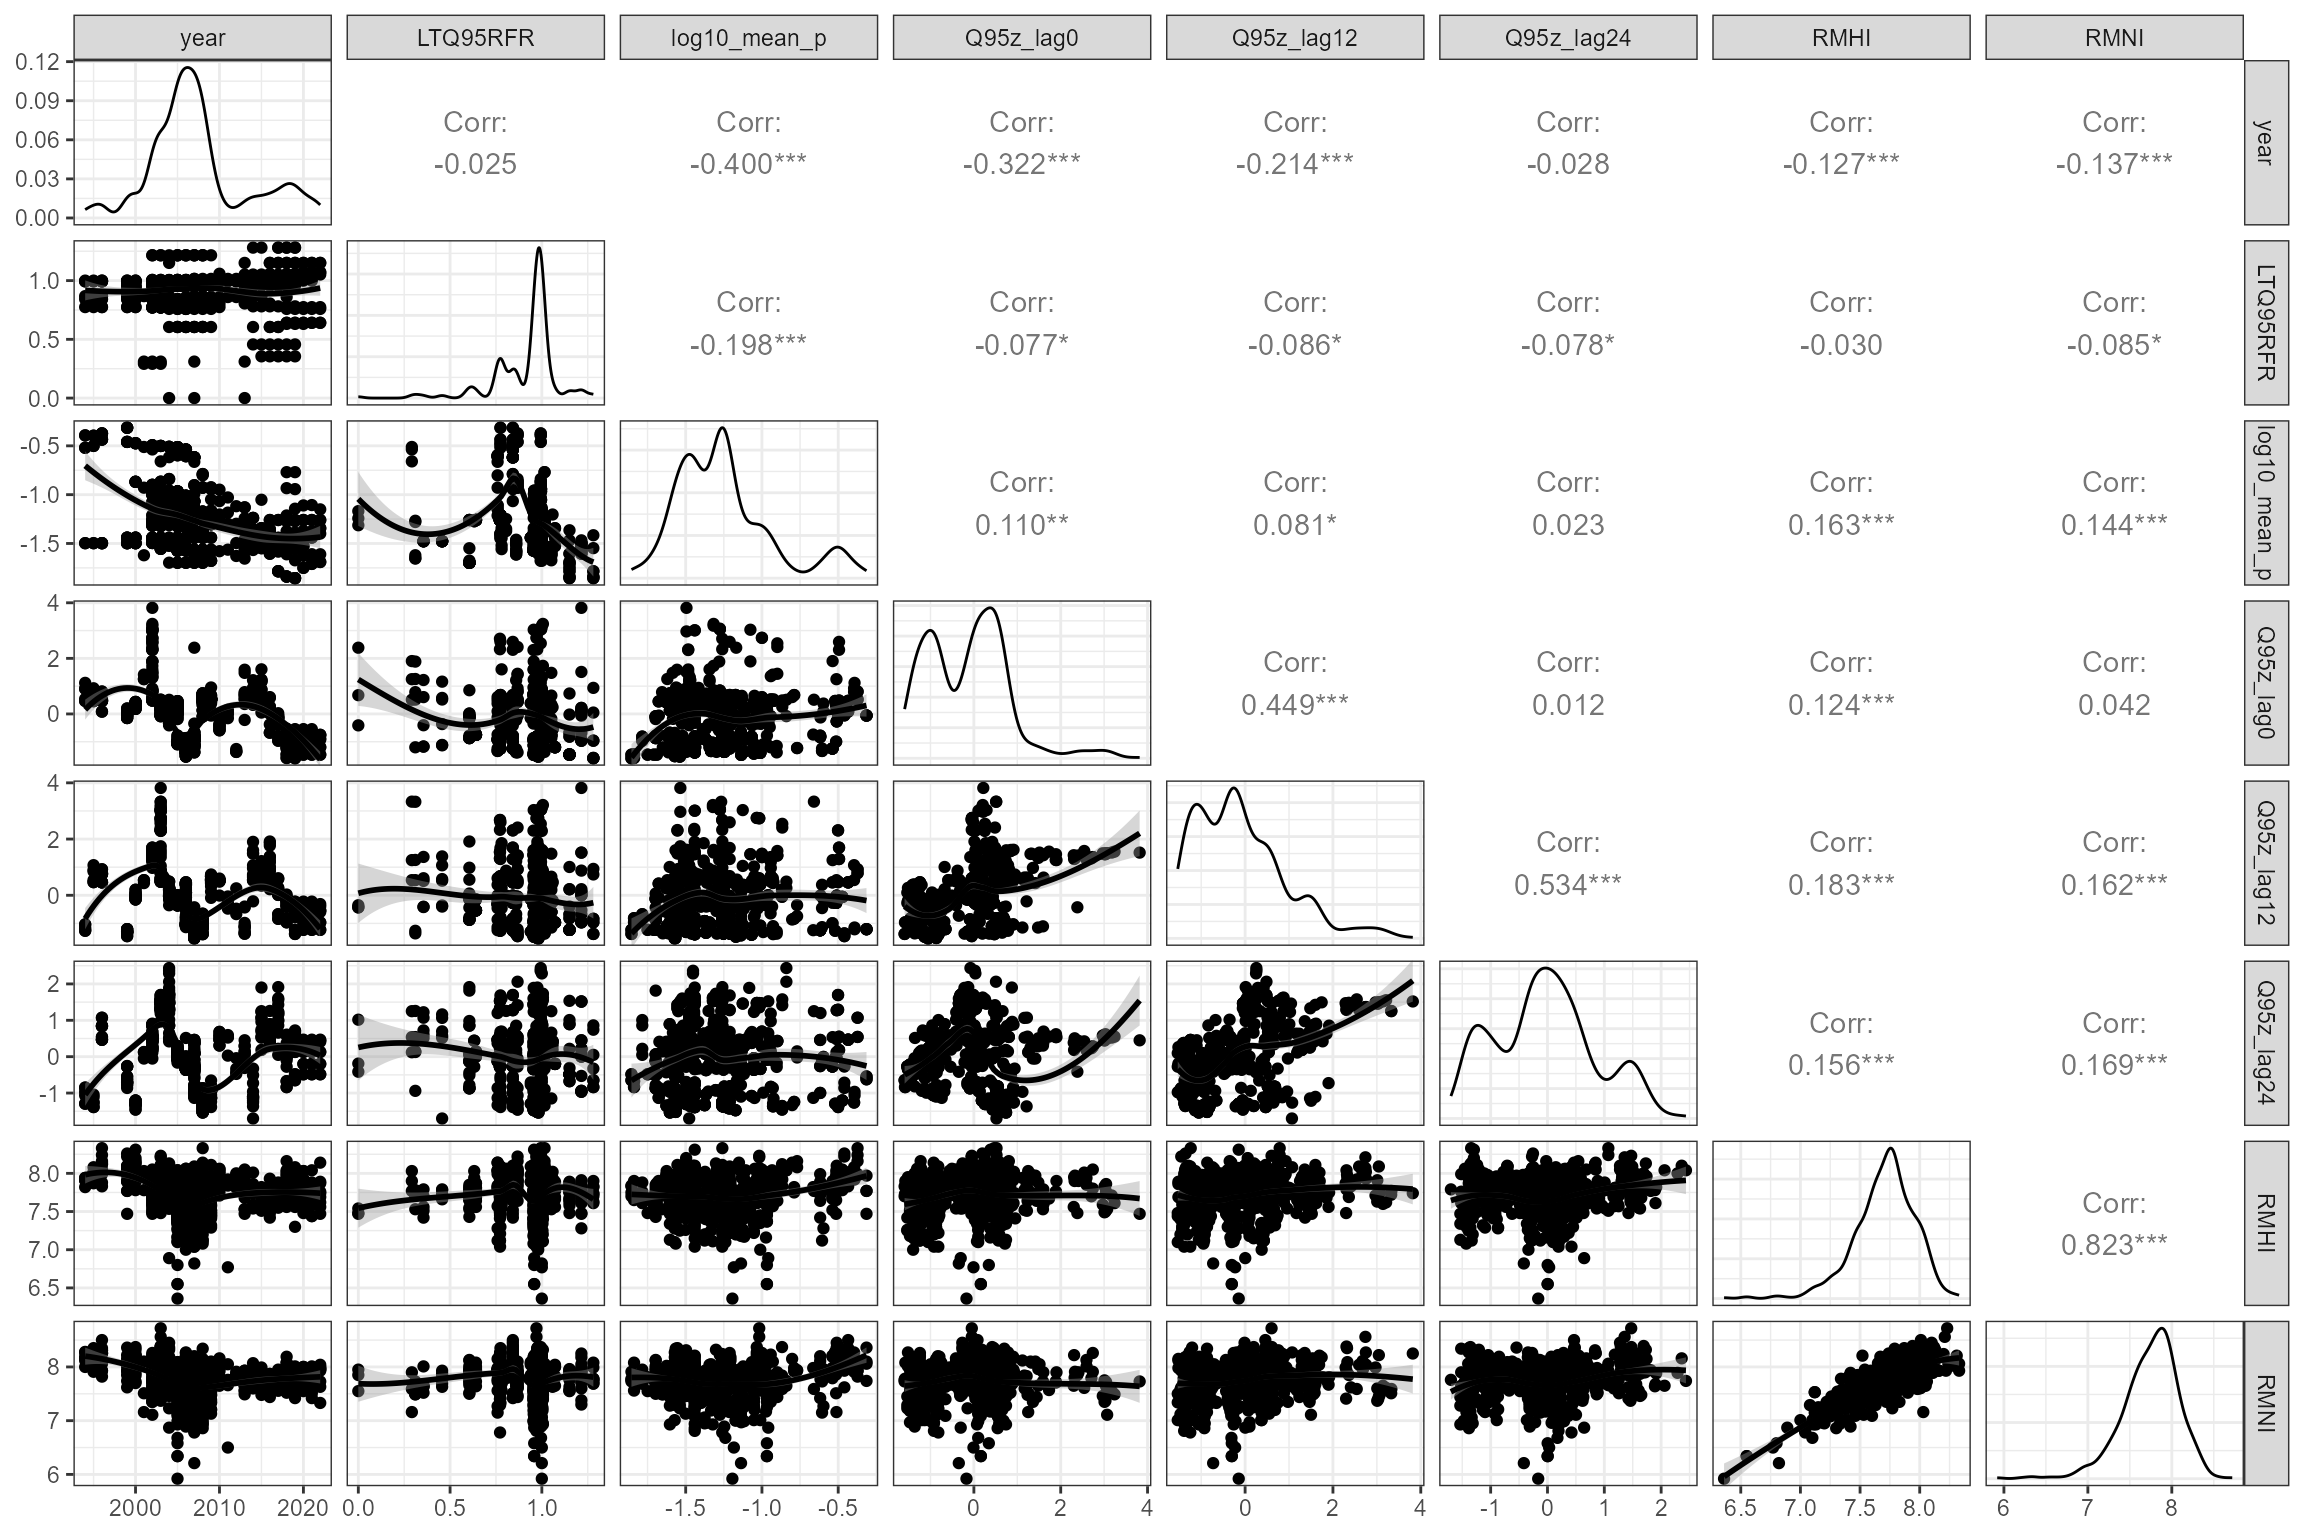 year LTQ95RFR log10_mean_p Q95z_lag0 Q95z_lag12 Q95z_lag24 RMHI RMNI
0.12
0.09
0.06
0.03
0.00
Corr: Corr: Corr: Corr: Corr: Corr: Corr:
-0.025 -0.400*** -0.322*** -0.214*** -0.028 -0.127*** -0.137***
year
1.0
0.5
0.0
Corr: Corr: Corr: Corr: Corr: Corr:
-0.198*** -0.077* -0.086* -0.078* -0.030 -0.085*
LTQ95RFR
-0.5
-1.0
-1.5
Corr: Corr: Corr: Corr: Corr:
0.110** 0.081* 0.023 0.163*** 0.144***
log10_mean_p
4
2
0
Corr: Corr: Corr: Corr:
0.449*** 0.012 0.124*** 0.042
Q95z_lag0
4
2
0
Corr: Corr: Corr:
0.534*** 0.183*** 0.162***
Q95z_lag12
2
1
0
-1
Corr: Corr:
0.156*** 0.169***
Q95z_lag24
8.0
7.5
7.0
6.5
Corr:
0.823***
RMHI
8
7
6
RMNI
2000 2010 2020 0.0 0.5 1.0 -1.5 -1.0 -0.5 0 2 4 0 2 4 -1 0 1 2 6.5 7.0 7.5 8.0 6 7 8